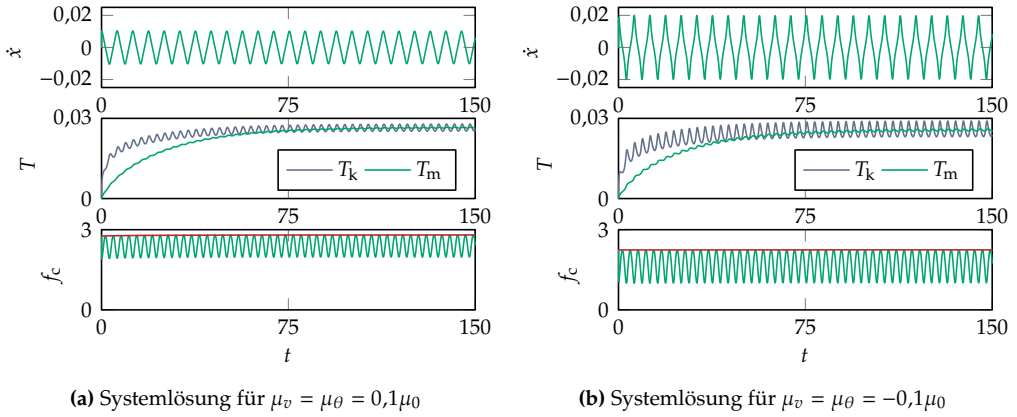 0,02
0
−0,02
ẋ
0
75
150
0,03
0
T
T_k
T_m
0
75
150
3
0
f_c
0
75
150
t
(a) Systemlösung für μ_v = μ_θ = 0,1μ_0
0,02
0
−0,02
ẋ
0
75
150
0,03
0
T
T_k
T_m
0
75
150
3
0
f_c
0
75
150
t
(b) Systemlösung für μ_v = μ_θ = −0,1μ_0